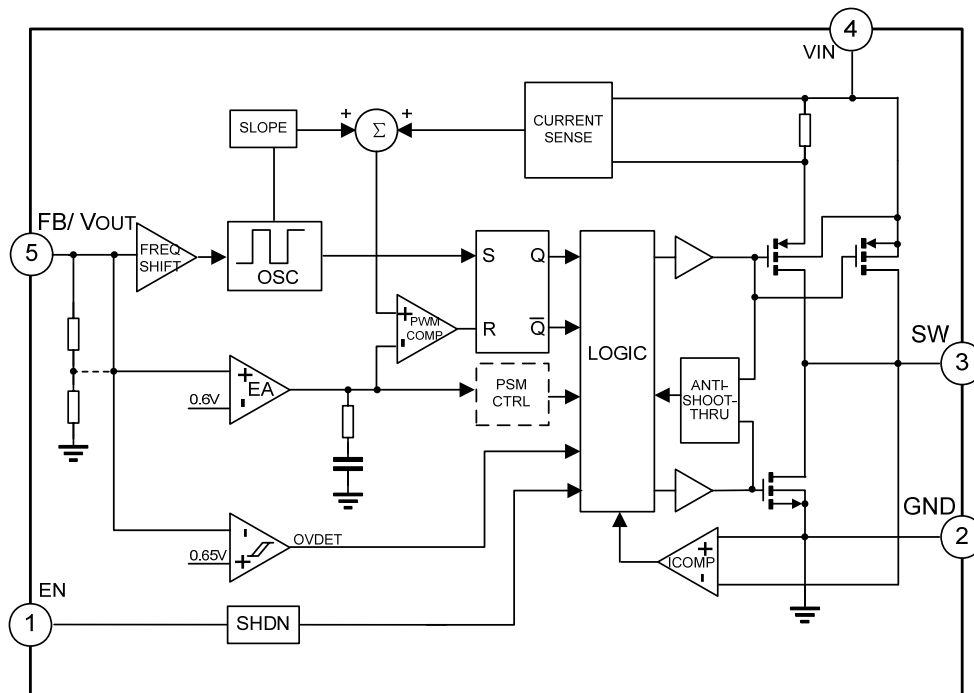 4
VIN
SLOPE
+
Σ
+
CURRENT
SENSE
FB/ VOUT
5
FREQ
SHIFT
OSC
S
Q
R
Q̅
+
-
PWM
COMP
LOGIC
SW
3
+
-
EA
0.6V
PSM
CTRL
ANTI-
SHOOT-
THRU
GND
2
-
+
0.65V
OVDET
ICOMP
+
-
EN
1
SHDN